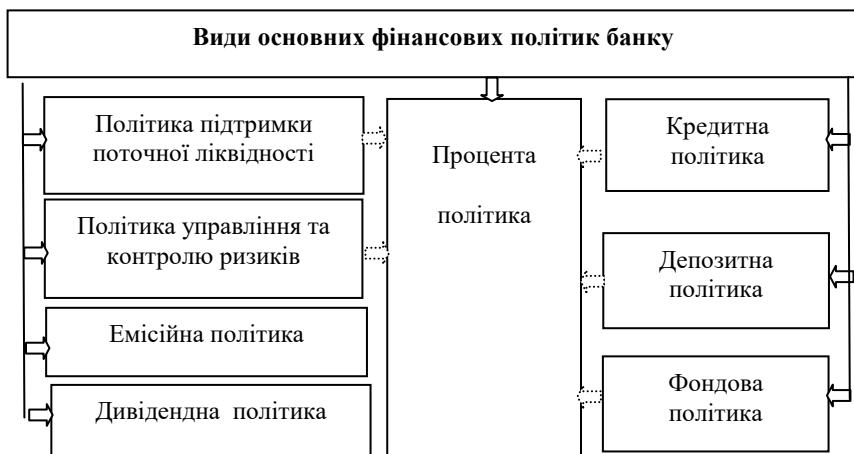 Види основних фінансових політик банку
Політика підтримки
поточної ліквідності
Політика управління та
контролю ризиків
Емісійна політика
Дивідендна політика
Процента
політика
Кредитна
політика
Депозитна
політика
Фондова
політика